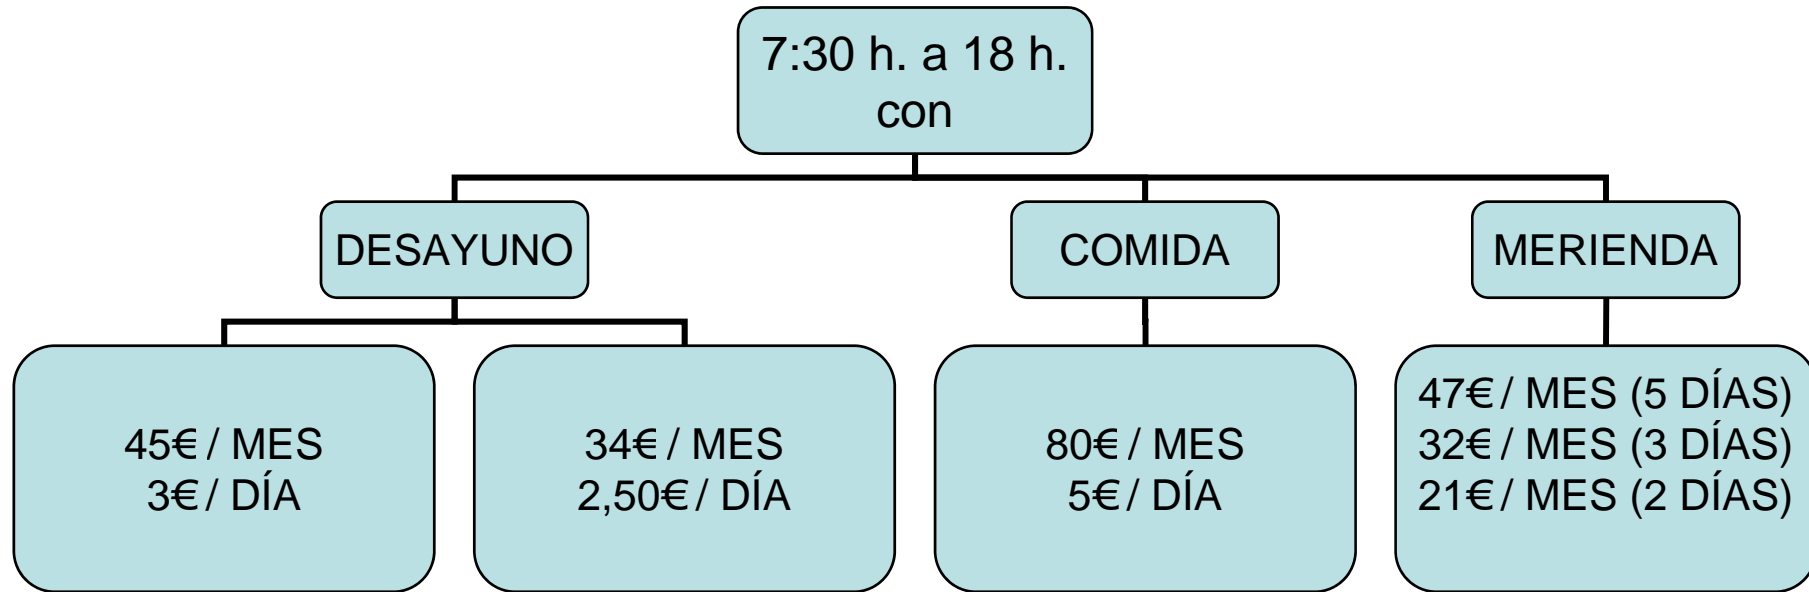 7:30 h. a 18 h.
con
DESAYUNO
COMIDA
MERIENDA
45€ / MES
3€ / DÍA
34€ / MES
2,50€ / DÍA
80€ / MES
5€ / DÍA
47€ / MES (5 DÍAS)
32€ / MES (3 DÍAS)
21€ / MES (2 DÍAS)